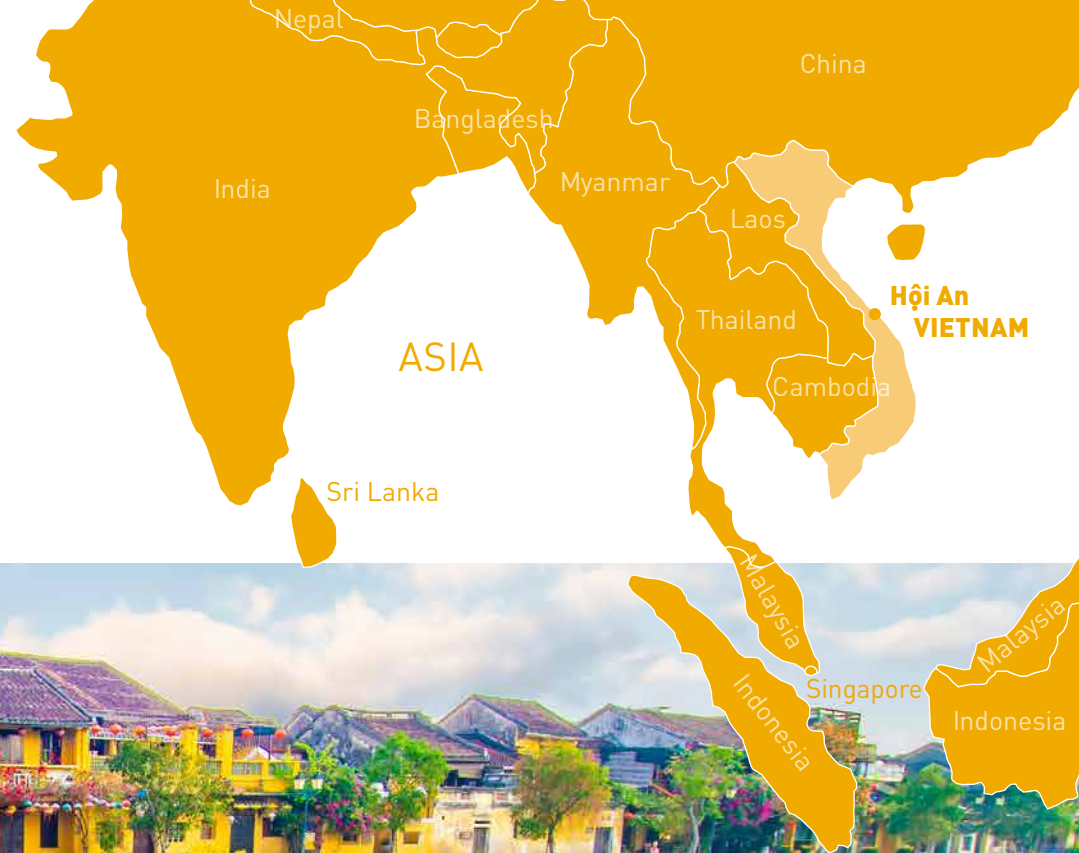 Nepal
China
Bangladesh
Myanmar
India
Laos
Hội An
VIETNAM
Thailand
ASIA
Cambodia
Sri Lanka
Malaysia
Malaysia
Singapore
Indonesia
Indonesia